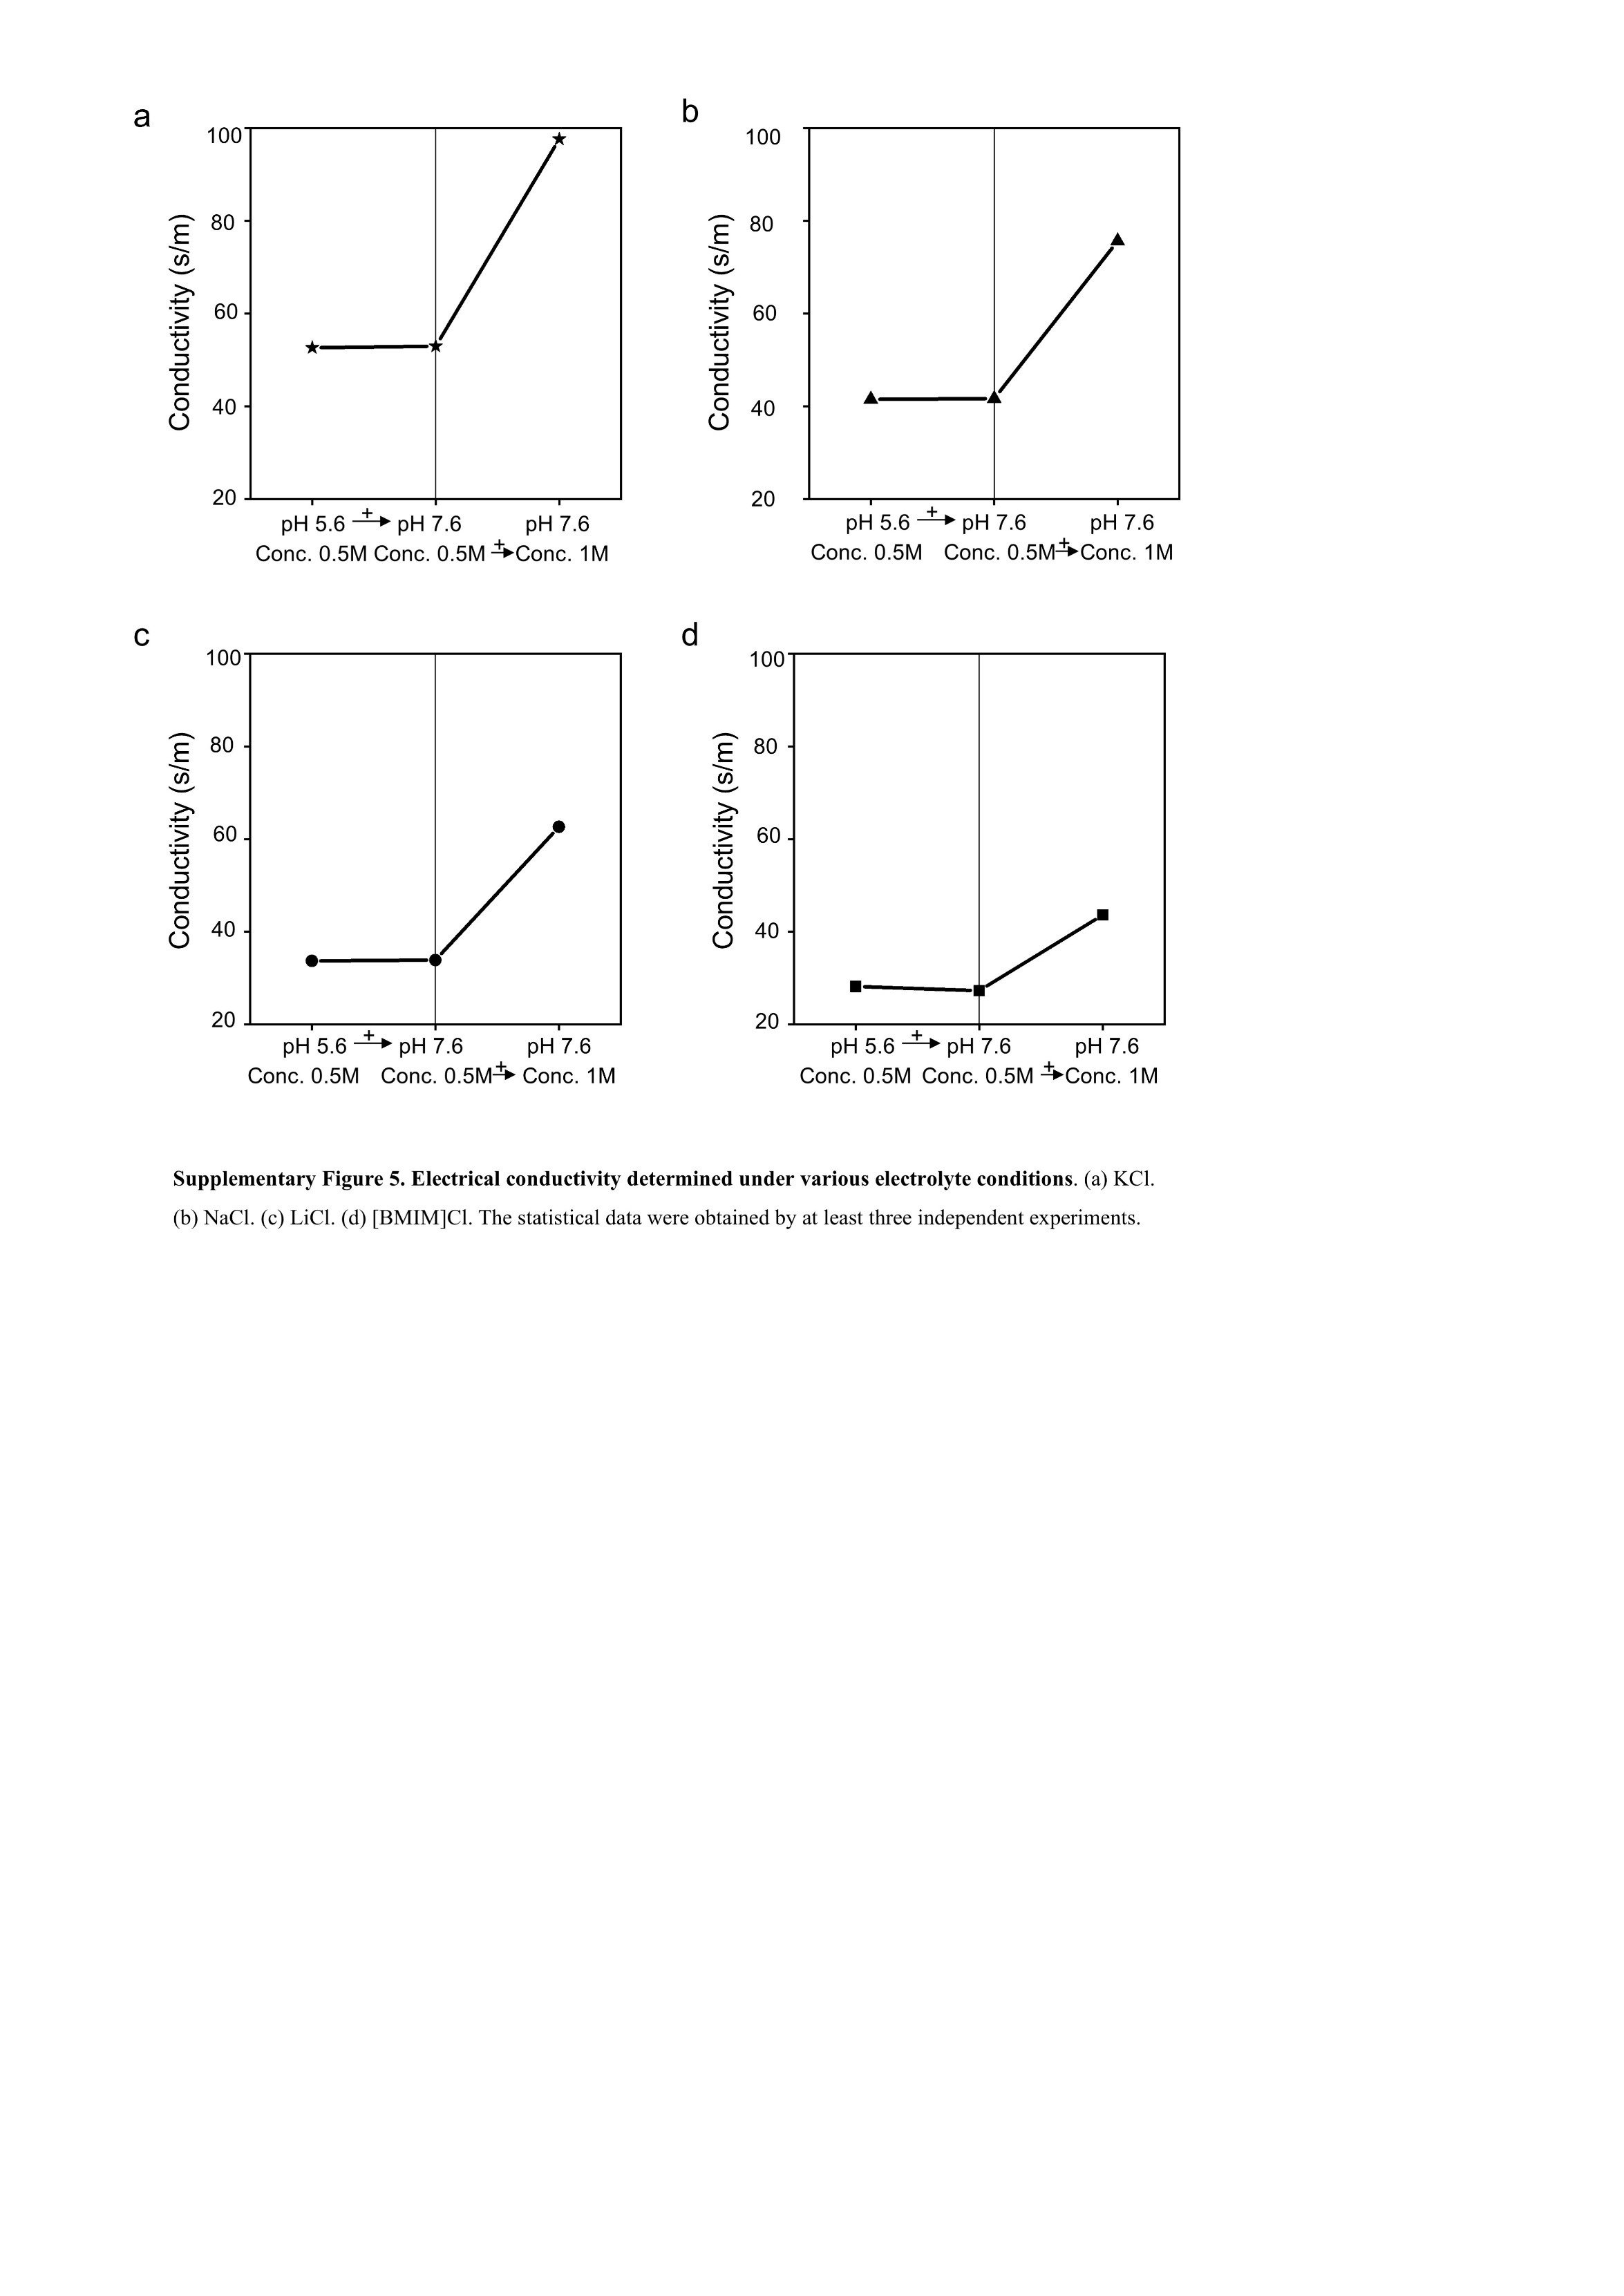 a
100
80
60
40
20
Conductivity (s/m)
pH 5.6 + pH 7.6 pH 7.6
Conc. 0.5M Conc. 0.5M + Conc. 1M
b
100
80
60
40
20
Conductivity (s/m)
pH 5.6 + pH 7.6 pH 7.6
Conc. 0.5M Conc. 0.5M + Conc. 1M
c
100
80
60
40
20
Conductivity (s/m)
pH 5.6 + pH 7.6 pH 7.6
Conc. 0.5M Conc. 0.5M + Conc. 1M
d
100
80
60
40
20
Conductivity (s/m)
pH 5.6 + pH 7.6 pH 7.6
Conc. 0.5M Conc. 0.5M + Conc. 1M
Supplementary Figure 5. Electrical conductivity determined under various electrolyte conditions. (a) KCl.
(b) NaCl. (c) LiCl. (d) [BMIM]Cl. The statistical data were obtained by at least three independent experiments.